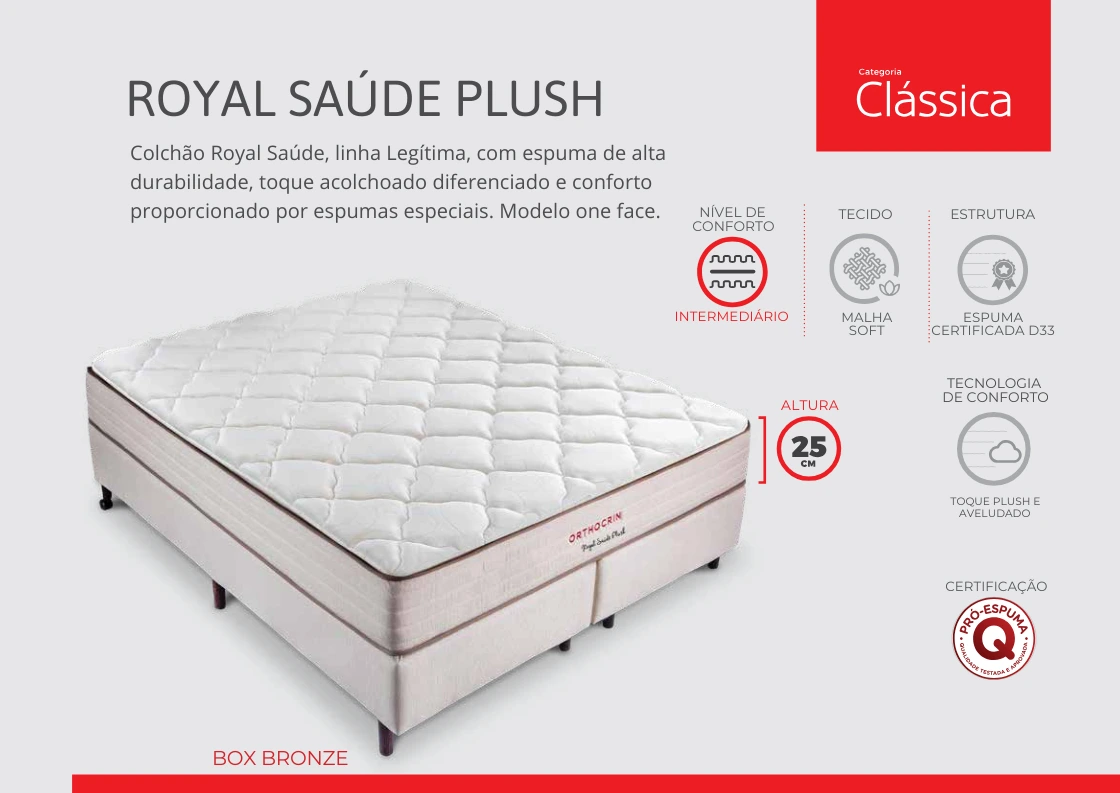 Categoria
Clássica
ROYAL SAÚDE PLUSH
Colchão Royal Saúde, linha Legítima, com espuma de alta
durabilidade, toque acolchoado diferenciado e conforto
proporcionado por espumas especiais. Modelo one face.
NÍVEL DE
CONFORTO
INTERMEDIÁRIO
TECIDO
MALHA
SOFT
ESTRUTURA
ESPUMA
CERTIFICADA D33
TECNOLOGIA
DE CONFORTO
TOQUE PLUSH E
AVELUDADO
ALTURA
25
CM
ORTHOCRIN
Royal Saúde Plush
CERTIFICAÇÃO
PRÓ-ESPUMA
Q
QUALIDADE TESTADA E APROVADA
BOX BRONZE